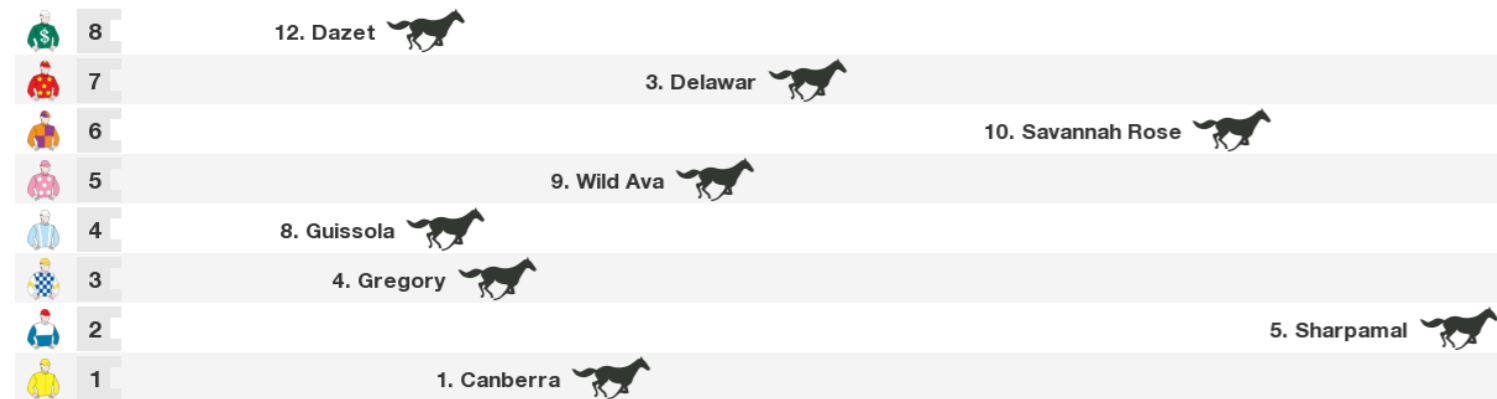 $ 8 12. Dazet
7 3. Delawar
6 10. Savannah Rose
5 9. Wild Ava
4 8. Guissola
3 4. Gregory
2 5. Sharpamal
1 1. Canberra